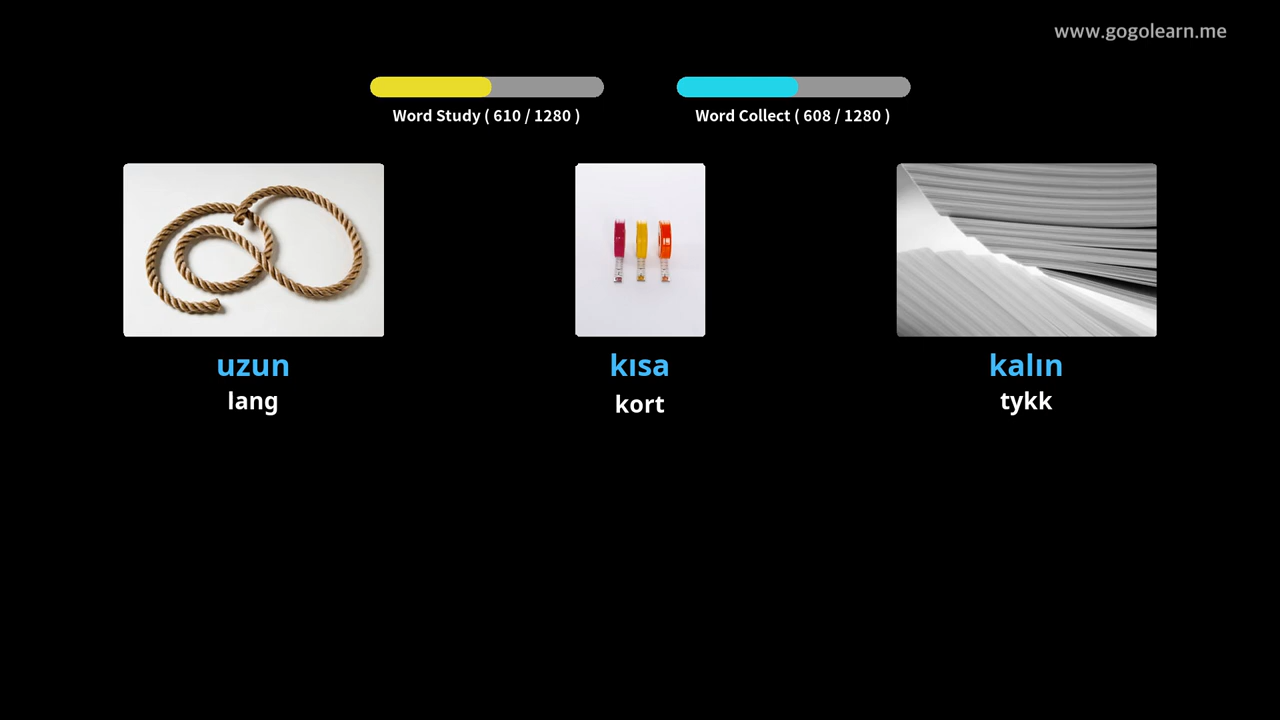 www.gogolearn.me
Word Study ( 610 / 1280 )
Word Collect ( 608 / 1280 )
uzun
lang
kısa
kort
kalın
tykk